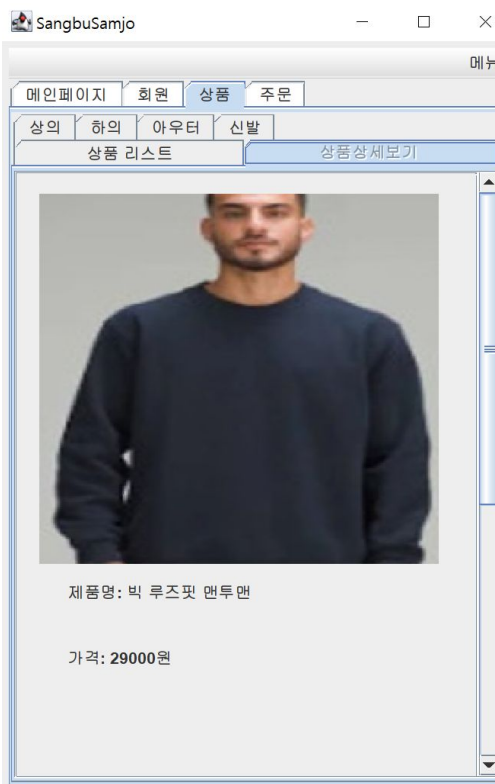 SangbuSamjo
메뉴
메인페이지 회원 상품 주문
상의 하의 아우터 신발
상품 리스트 상품상세보기
제품명: 빅 루즈핏 맨투맨
가격: 29000원